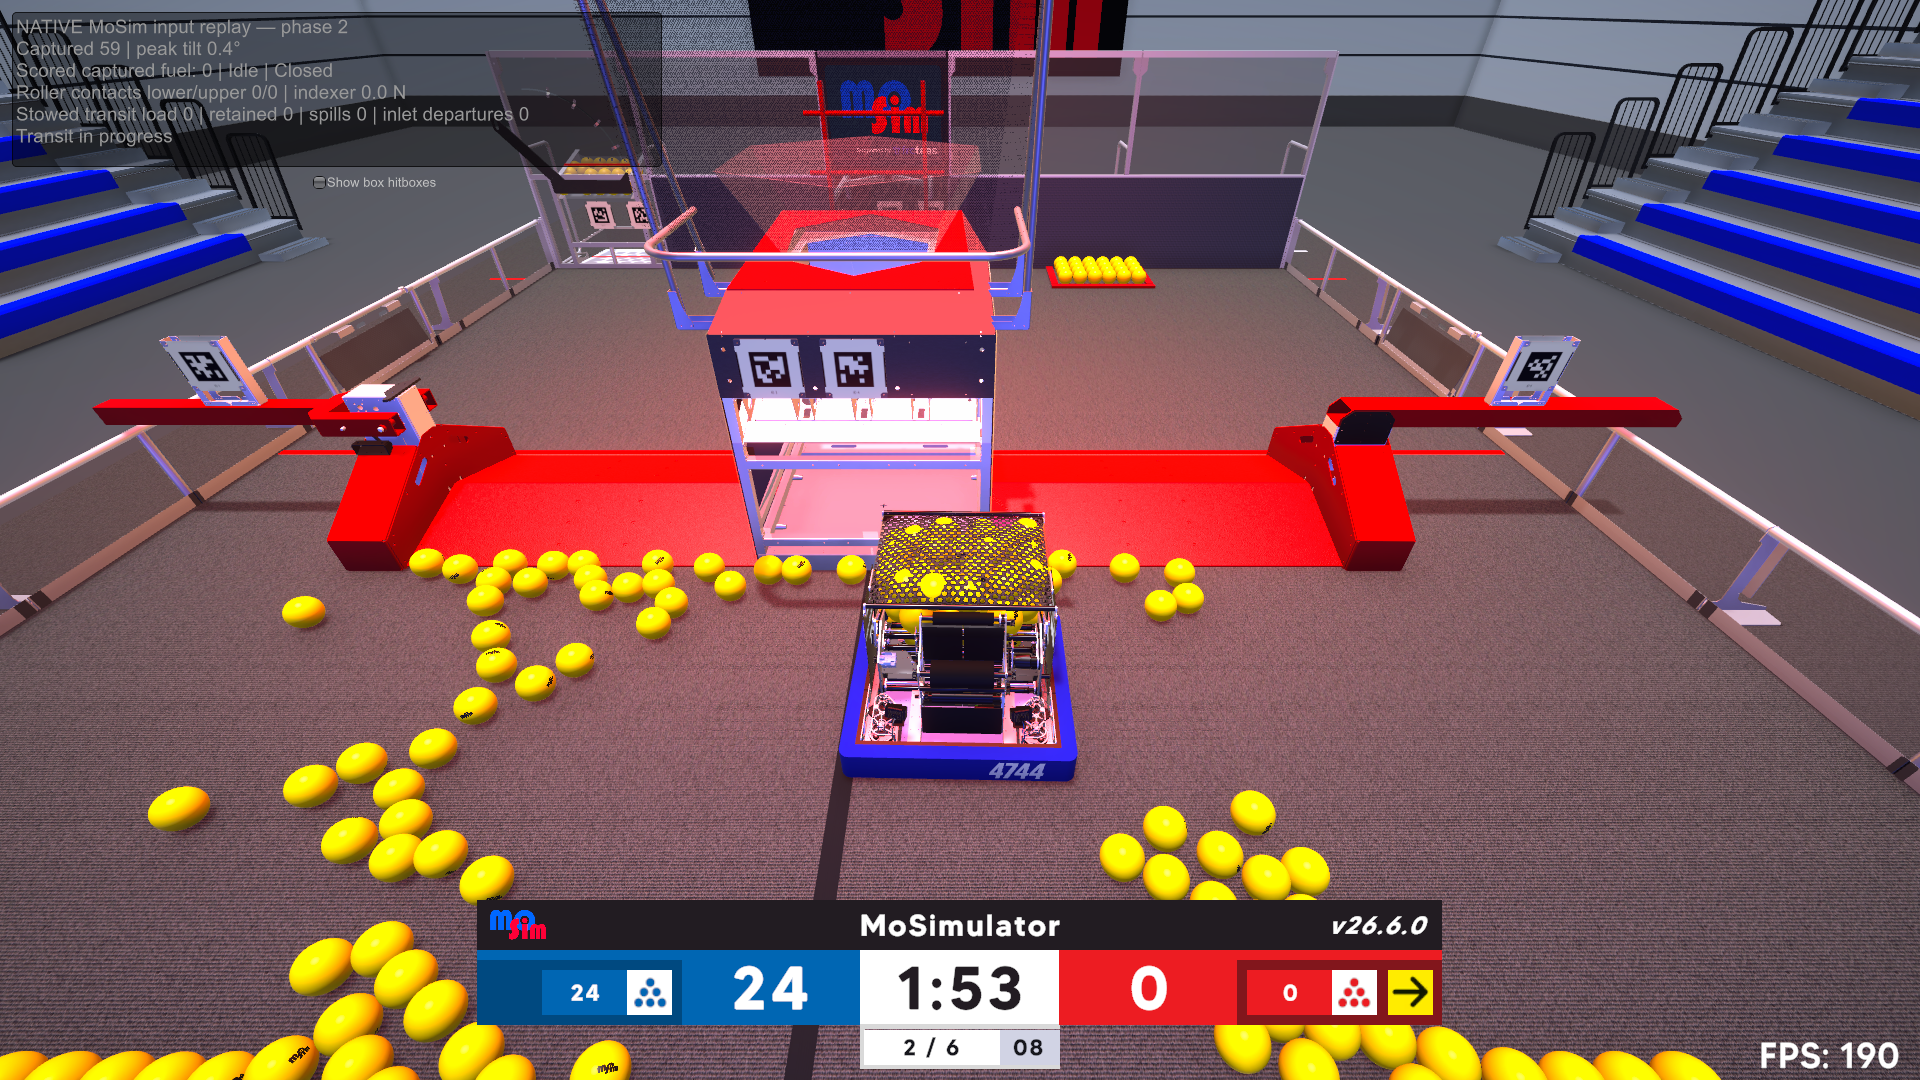 NATIVE MoSim input replay — phase 2
Captured 59 | peak tilt 0.4°
Scored captured fuel: 0 | Idle | Closed
Roller contacts lower/upper 0/0 | indexer 0.0 N
Stowed transit load 0 | retained 0 | spills 0 | inlet departures 0
Transit in progress
Show box hitboxes
MoSim
4744
MoSim
MoSimulator
v26.6.0
24
24
1:53
0
0
2 / 6
08
FPS: 190